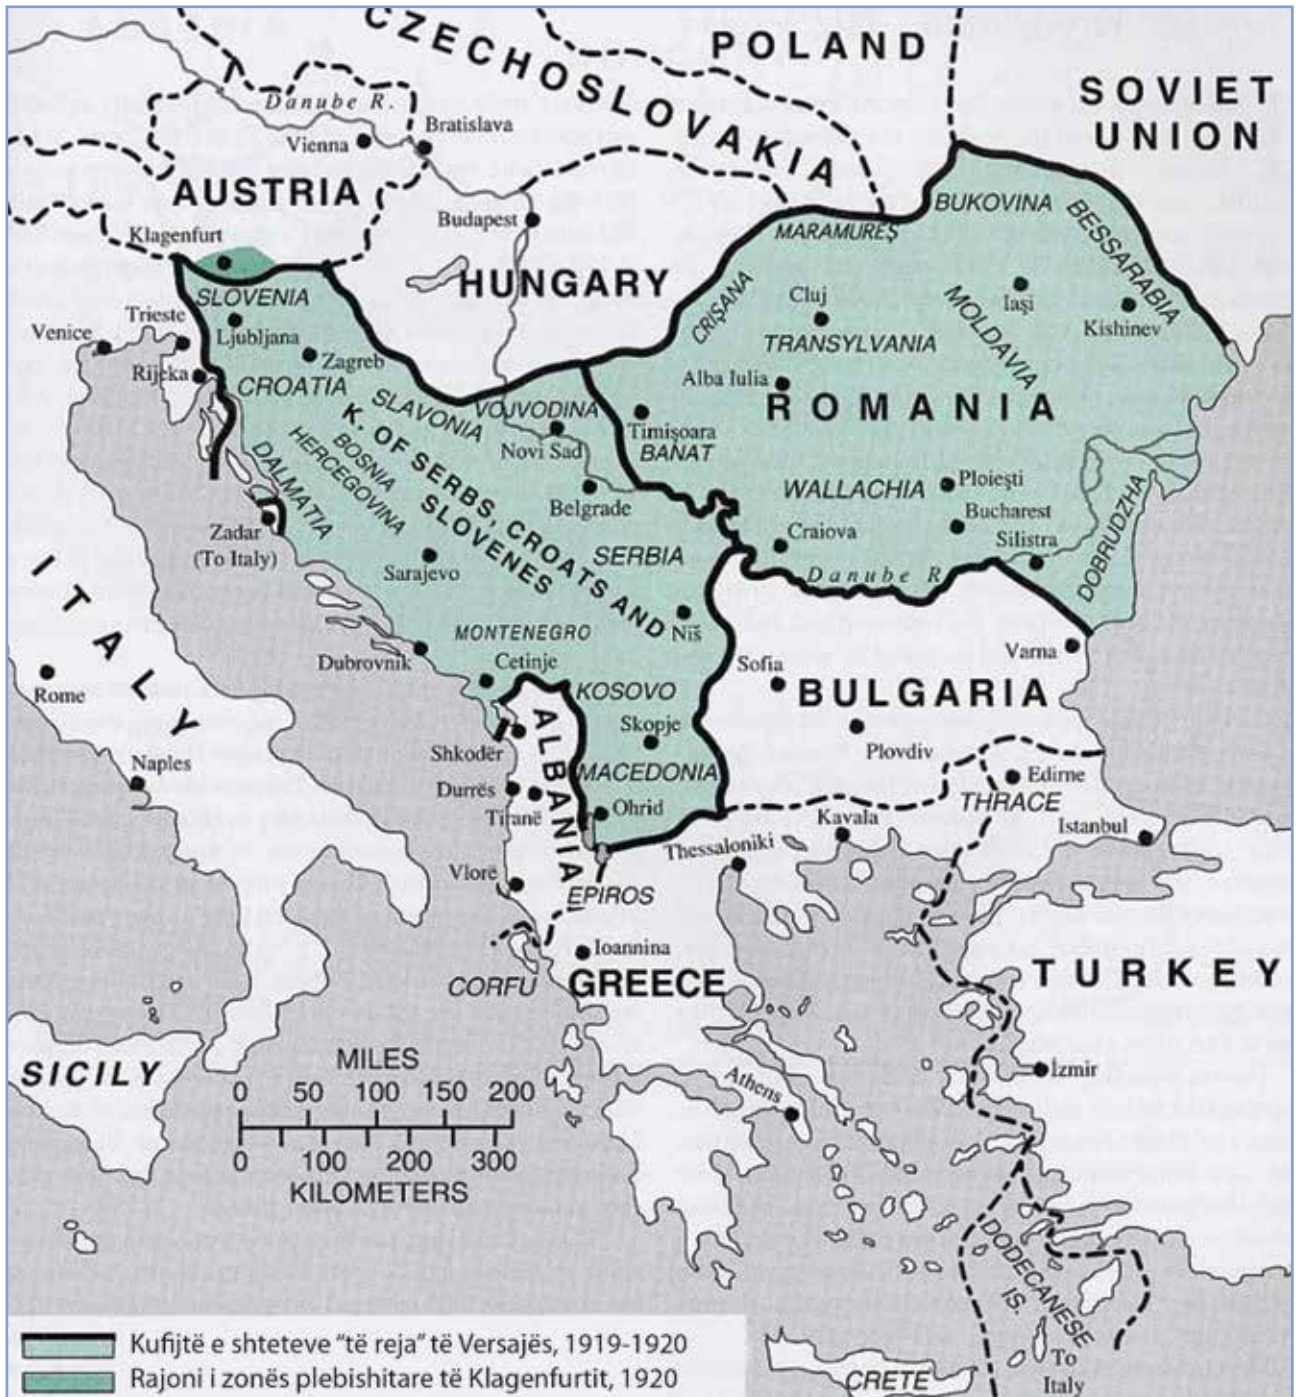 CZECHOSLOVAKIA
POLAND
SOVIET
UNION
Danube R.
Vienna
Bratislava
AUSTRIA
Budapest
Klagenfurt
HUNGARY
BUKOVINA
BESSARABIA
MARAMUREŞ
CRIŞANA
Cluj
Iaşi
Kishinev
MOLDAVIA
TRANSYLVANIA
SLOVENIA
Trieste
Ljubljana
Venice
Zagreb
Rijeka
CROATIA
SLAVONIA
VOJVODINA
Novi Sad
Alba Iulia
ROMANIA
Timişoara
BANAT
K. OF SERBS, CROATS AND
SLOVENES
BOSNIA
HERCEGOVINA
DALMATIA
Belgrade
WALLACHIA
Ploieşti
Bucharest
Craiova
Silistra
DOBRUDZHA
Danube R
Zadar
(To Italy)
Sarajevo
SERBIA
Niš
ITALY
Rome
MONTENEGRO
Dubrovnik
Cetinje
KOSOVO
Sofia
Varna
BULGARIA
Skopje
Plovdiv
Shkodër
ALBANIA
Naples
Durrës
MACEDONIA
Edirne
THRACE
Tiranë
Ohrid
Kavala
Istanbul
Thessaloniki
Vlorë
EPIROS
Ioannina
CORFU
GREECE
TURKEY
SICILY
MILES
0 50 100 150 200
0 100 200 300
KILOMETERS
Athens
İzmir
DODECANESE
IS.
To
Italy
CRETE
Kufijtë e shteteve “të reja” të Versajës, 1919-1920
Rajoni i zonës plebishitare të Klagenfurtit, 1920